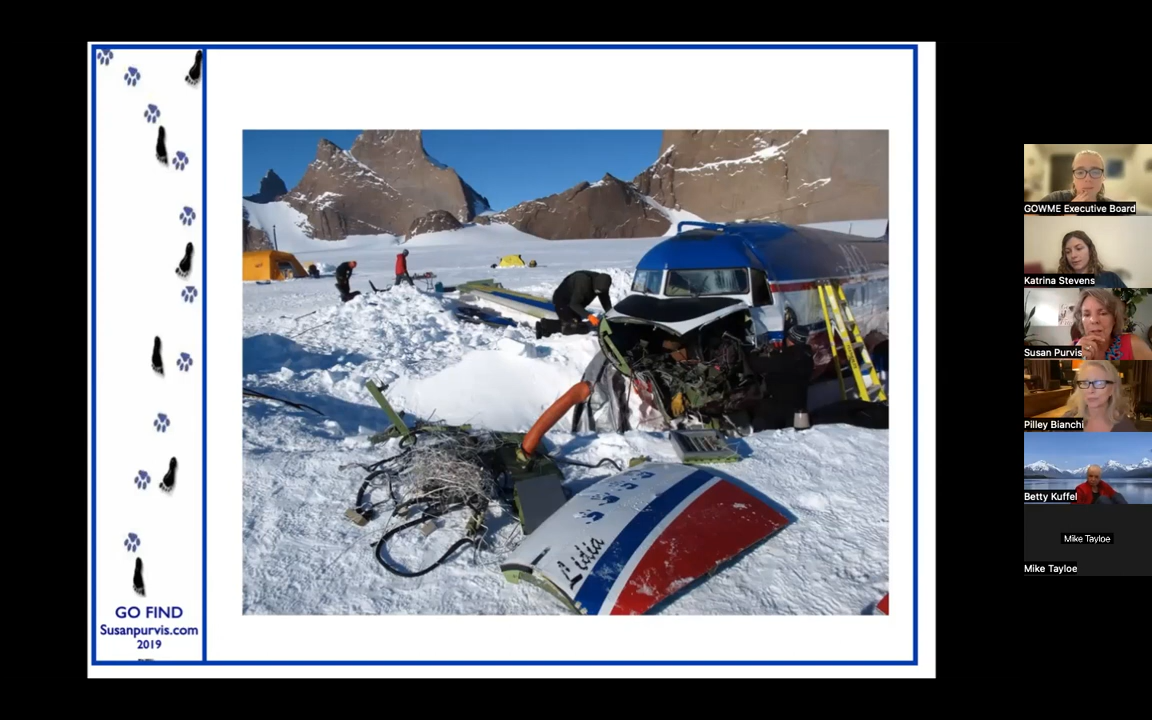 GO FIND
Susanpurvis.com
2019
Lidia
GOWME Executive Board
Katrina Stevens
Susan Purvis
Pilley Bianchi
Betty Kuffel
Mike Tayloe
Mike Tayloe